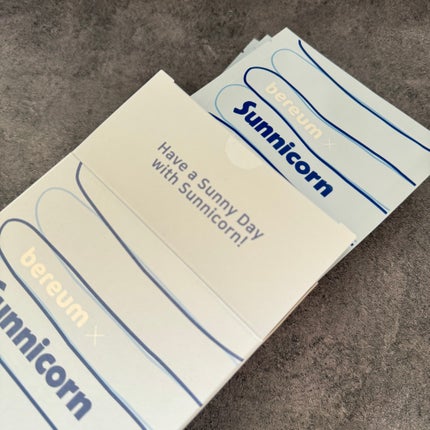 bereum ×
Sunnicorn
Have a Sunny Day
with Sunnicorn!
bereum ×
Sunnicorn